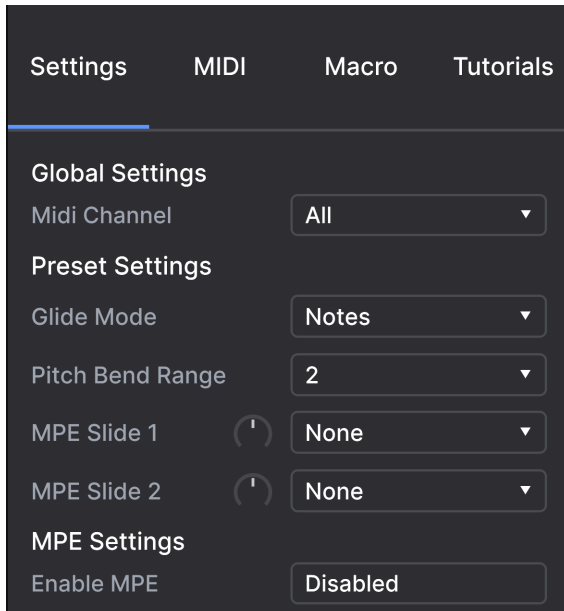 Settings MIDI Macro Tutorials
Global Settings
Midi Channel All
Preset Settings
Glide Mode Notes
Pitch Bend Range 2
MPE Slide 1 None
MPE Slide 2 None
MPE Settings
Enable MPE Disabled